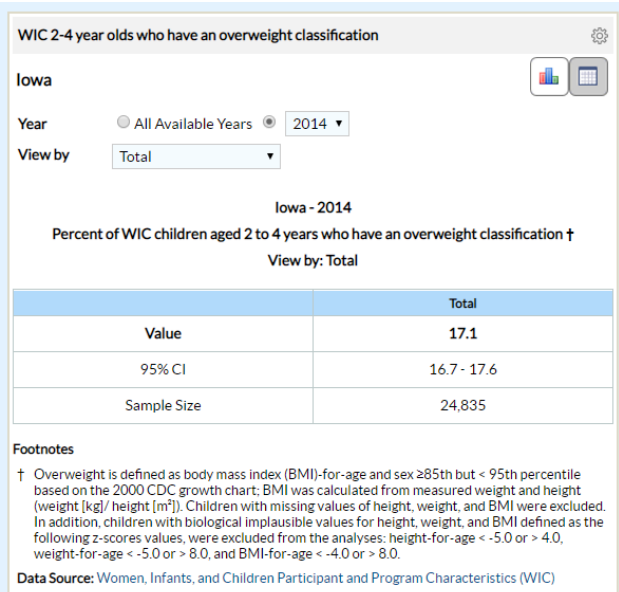 WIC 2-4 year olds who have an overweight classification
Iowa
Year All Available Years 2014
View by Total
Iowa - 2014
Percent of WIC children aged 2 to 4 years who have an overweight classification †
View by: Total
Total
Value 17.1
95% CI 16.7 - 17.6
Sample Size 24,835
Footnotes
† Overweight is defined as body mass index (BMI)-for-age and sex ≥85th but < 95th percentile
based on the 2000 CDC growth chart; BMI was calculated from measured weight and height
(weight [kg]/ height [m²]). Children with missing values of height, weight, and BMI were excluded.
In addition, children with biological implausible values for height, weight, and BMI defined as the
following z-scores values, were excluded from the analyses: height-for-age < -5.0 or > 4.0,
weight-for-age < -5.0 or > 8.0, and BMI-for-age < -4.0 or > 8.0.
Data Source: Women, Infants, and Children Participant and Program Characteristics (WIC)